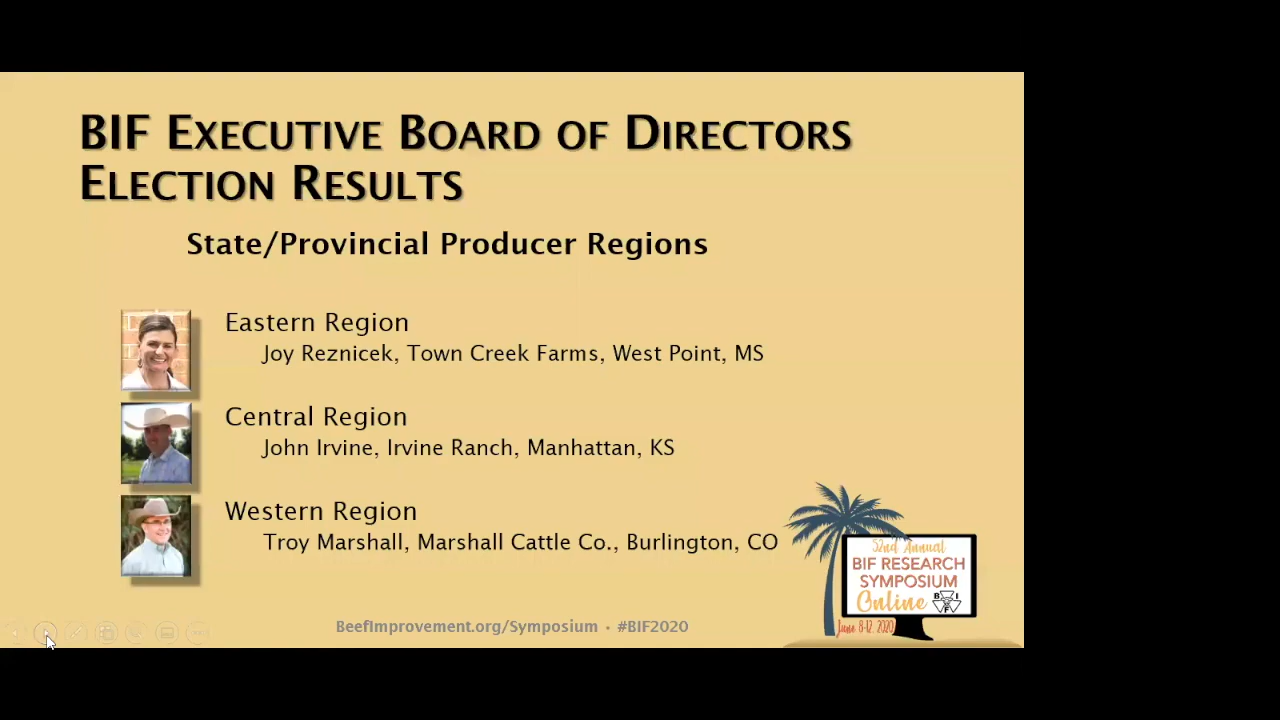 BIF EXECUTIVE BOARD OF DIRECTORS
ELECTION RESULTS
State/Provincial Producer Regions
Eastern Region
Joy Reznicek, Town Creek Farms, West Point, MS
Central Region
John Irvine, Irvine Ranch, Manhattan, KS
Western Region
Troy Marshall, Marshall Cattle Co., Burlington, CO
52nd Annual
BIF RESEARCH
SYMPOSIUM
Online
B I F
June 8-12, 2020
BeefImprovement.org/Symposium • #BIF2020